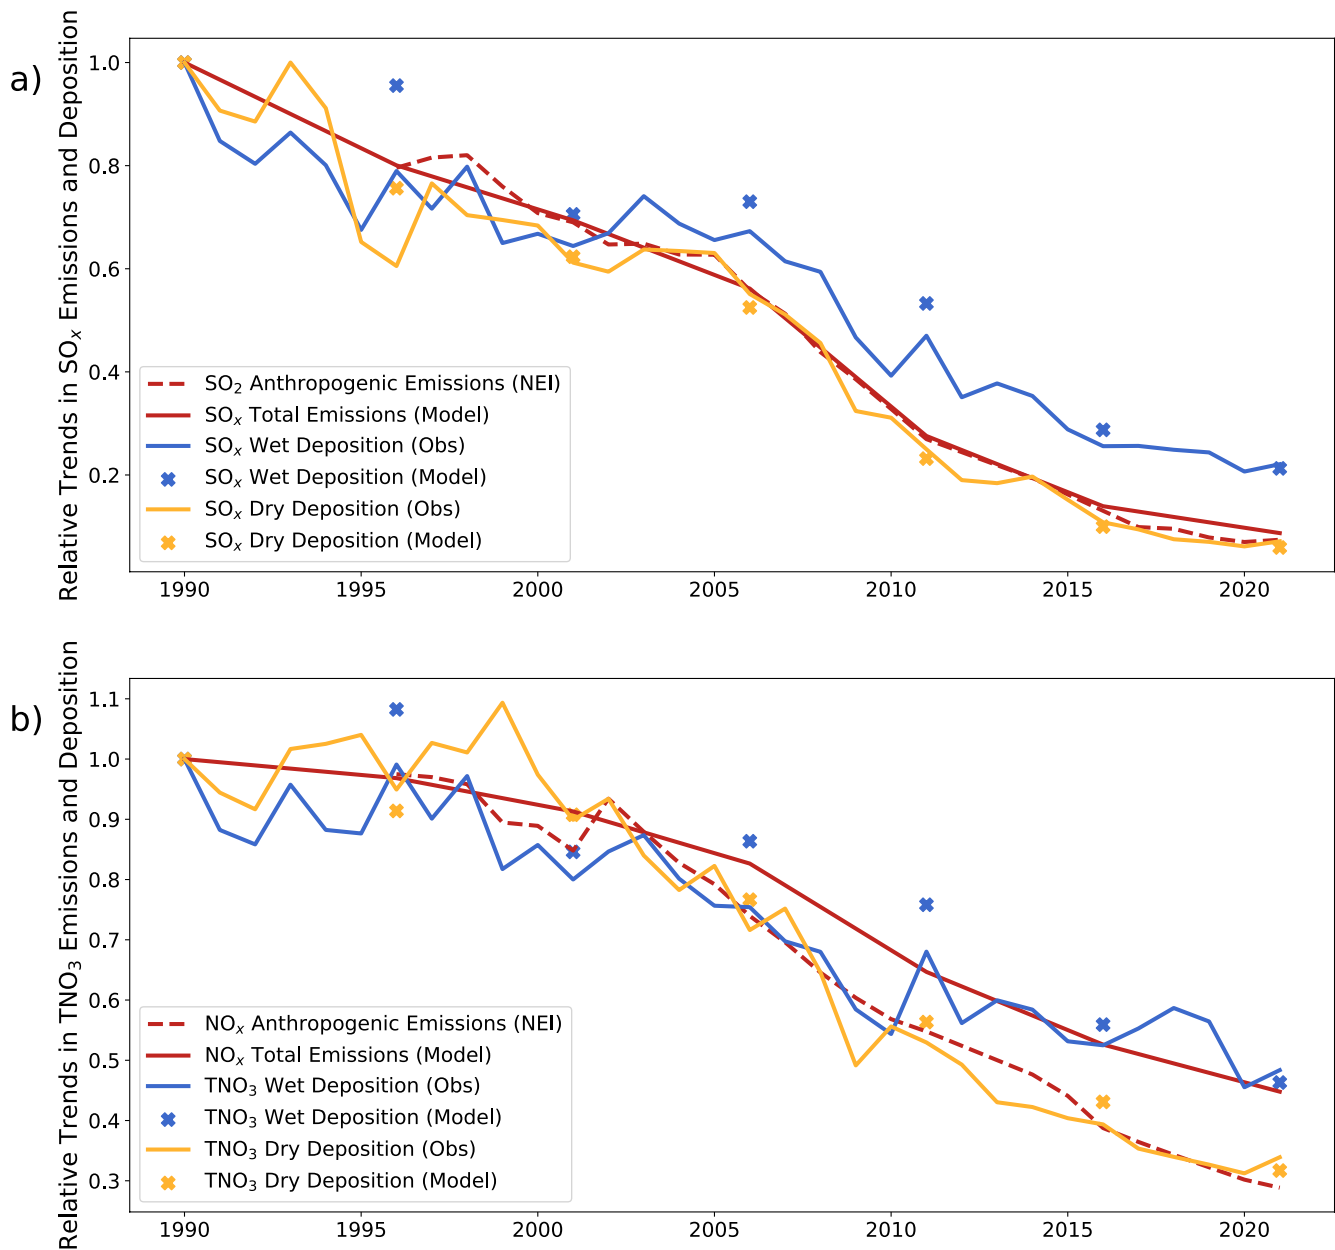 a)
Relative Trends in SOₓ Emissions and Deposition
1.0
0.8
0.6
0.4
0.2
SO₂ Anthropogenic Emissions (NEI)
SOₓ Total Emissions (Model)
SOₓ Wet Deposition (Obs)
SOₓ Wet Deposition (Model)
SOₓ Dry Deposition (Obs)
SOₓ Dry Deposition (Model)
1990 1995 2000 2005 2010 2015 2020
b)
Relative Trends in TNO₃ Emissions and Deposition
1.1
1.0
0.9
0.8
0.7
0.6
0.5
0.4
0.3
NOₓ Anthropogenic Emissions (NEI)
NOₓ Total Emissions (Model)
TNO₃ Wet Deposition (Obs)
TNO₃ Wet Deposition (Model)
TNO₃ Dry Deposition (Obs)
TNO₃ Dry Deposition (Model)
1990 1995 2000 2005 2010 2015 2020